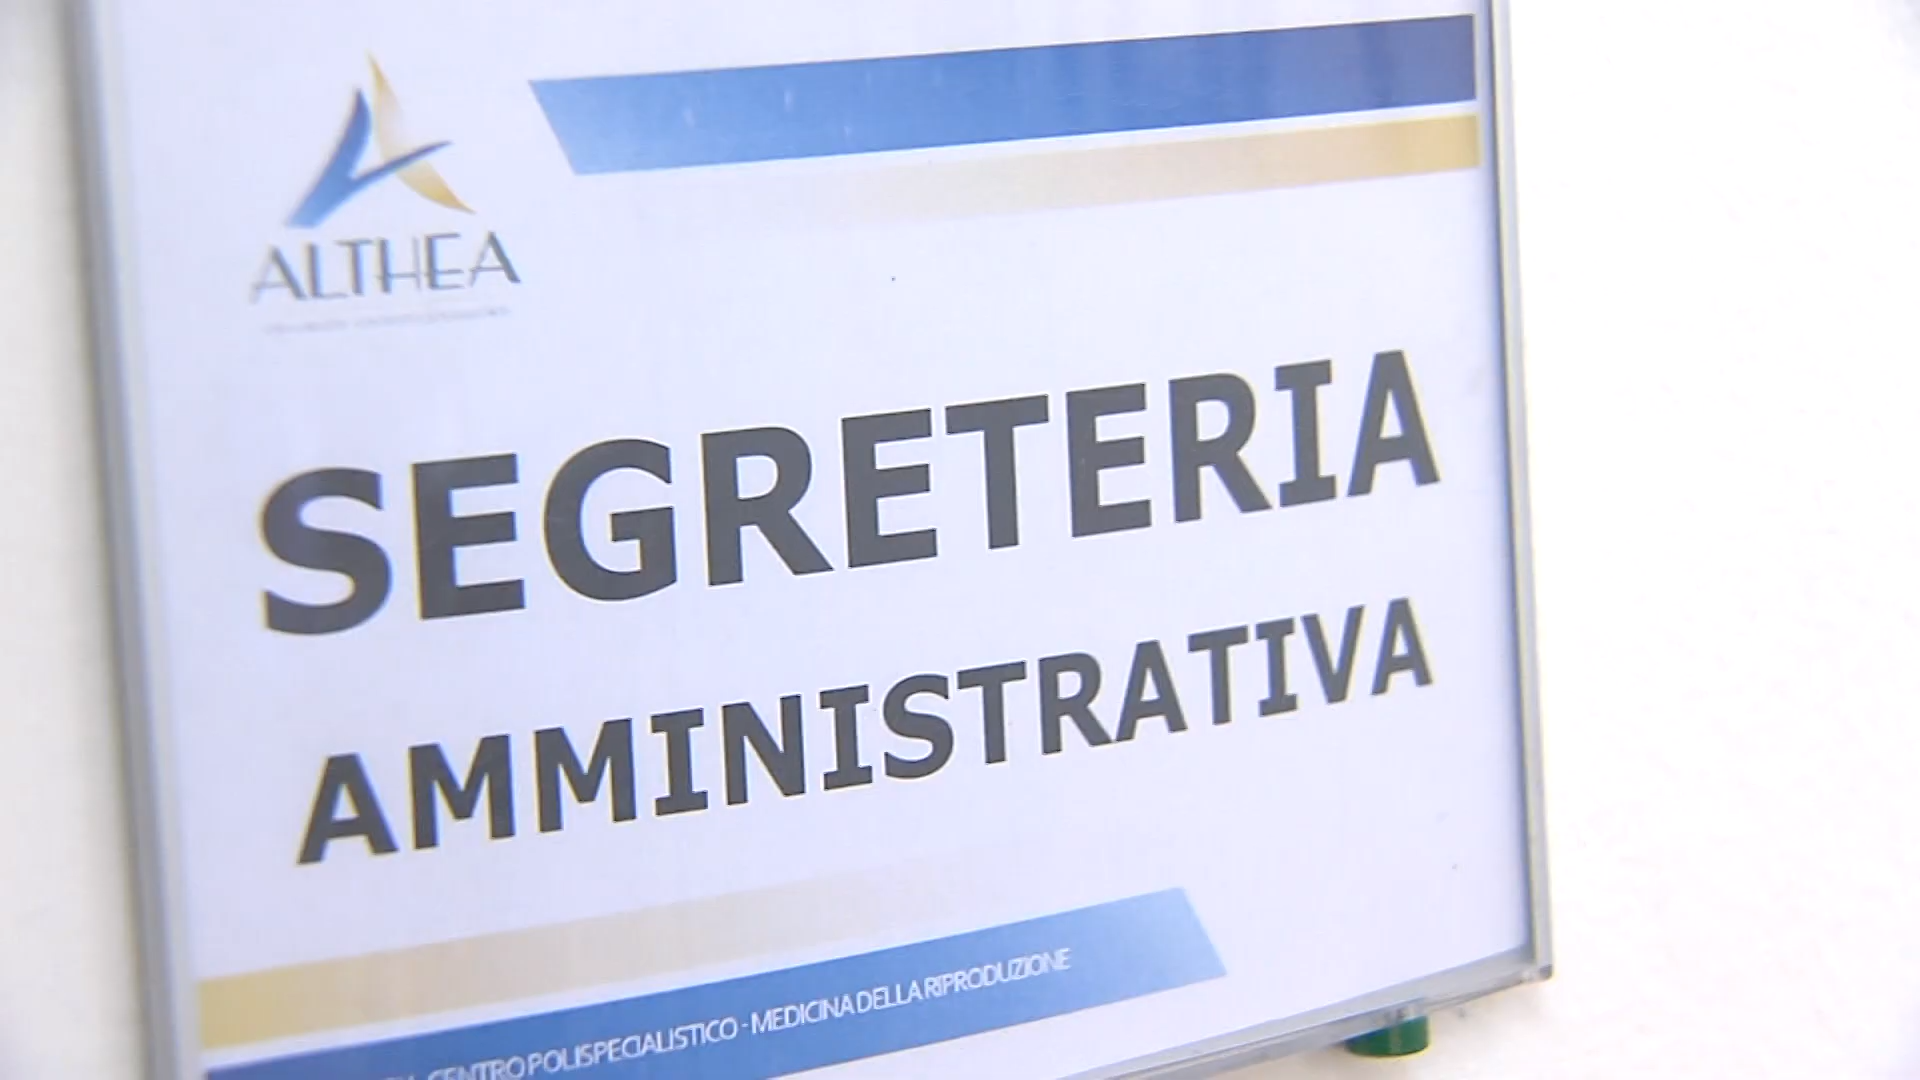 ALTHEA
SEGRETERIA
AMMINISTRATIVA
CENTRO POLISPECIALISTICO - MEDICINA DELLA RIPRODUZIONE